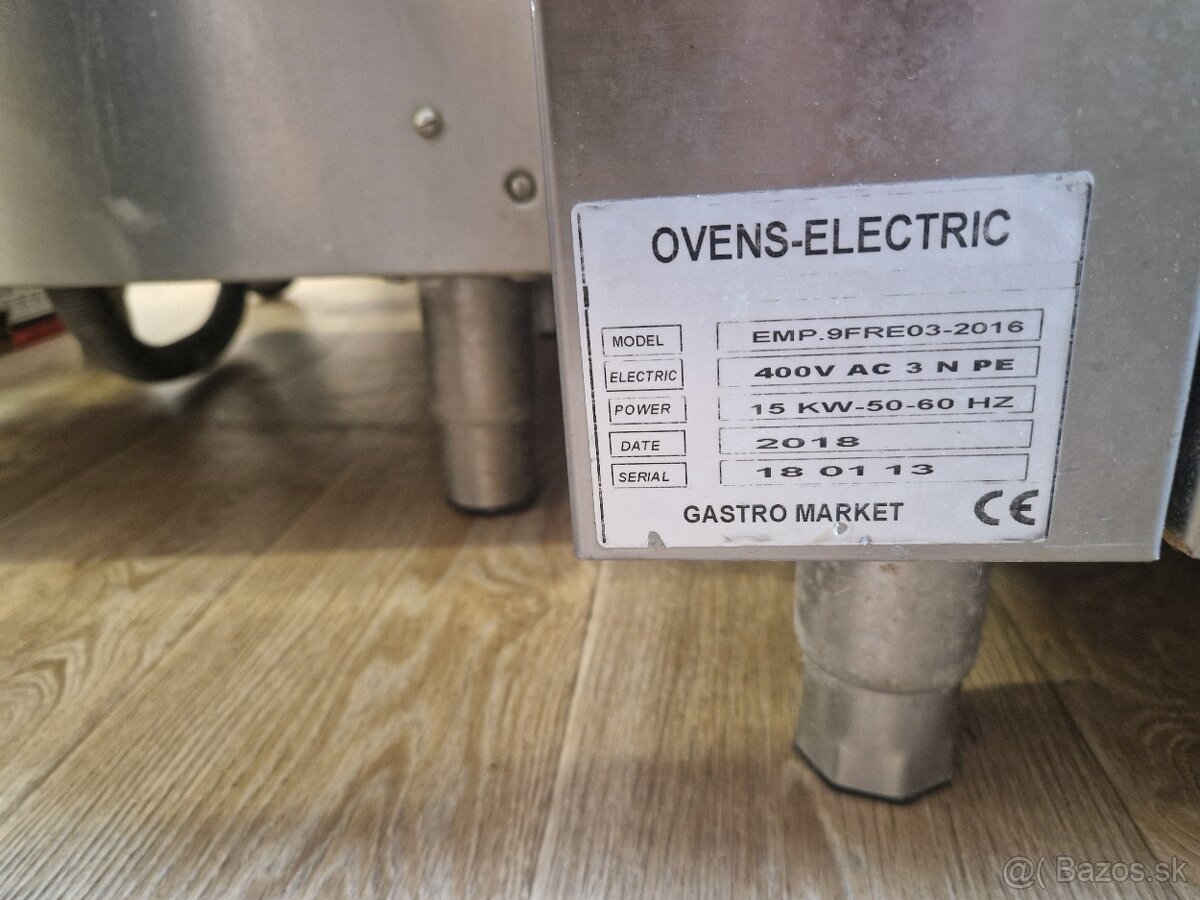 OVENS-ELECTRIC
MODEL EMP.9FRE03-2016
ELECTRIC 400V AC 3 N PE
POWER 15 KW-50-60 HZ
DATE 2018
SERIAL 18 01 13
GASTRO MARKET CE
@( Bazos.sk